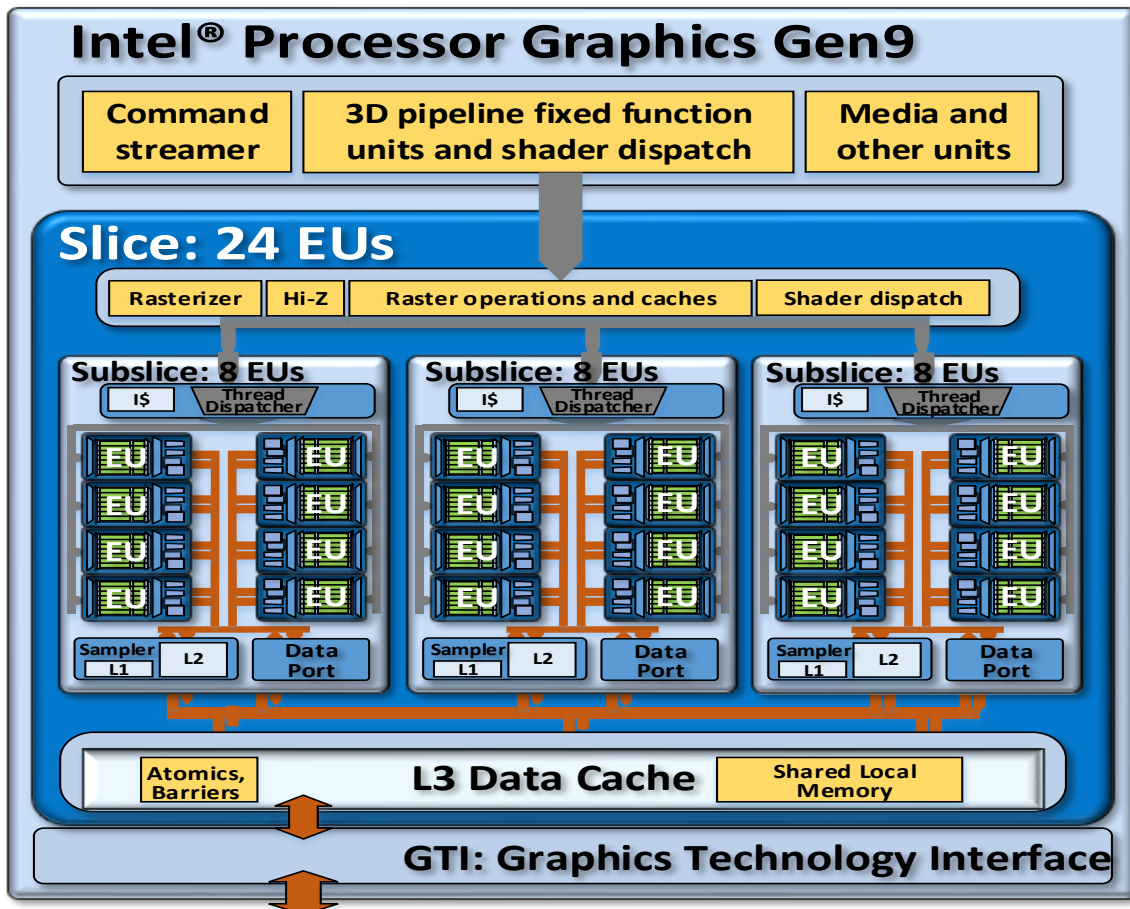 Intel® Processor Graphics Gen9
Command
streamer
3D pipeline fixed function
units and shader dispatch
Media and
other units
Slice: 24 EUs
Rasterizer
Hi-Z
Raster operations and caches
Shader dispatch
Subslice: 8 EUs
I$
Thread
Dispatcher
EU
EU
EU
EU
EU
EU
EU
EU
Sampler
L1
L2
Data
Port
Subslice: 8 EUs
I$
Thread
Dispatcher
EU
EU
EU
EU
EU
EU
EU
EU
Sampler
L1
L2
Data
Port
Subslice: 8 EUs
I$
Thread
Dispatcher
EU
EU
EU
EU
EU
EU
EU
EU
Sampler
L1
L2
Data
Port
Atomics,
Barriers
L3 Data Cache
Shared Local
Memory
GTI: Graphics Technology Interface